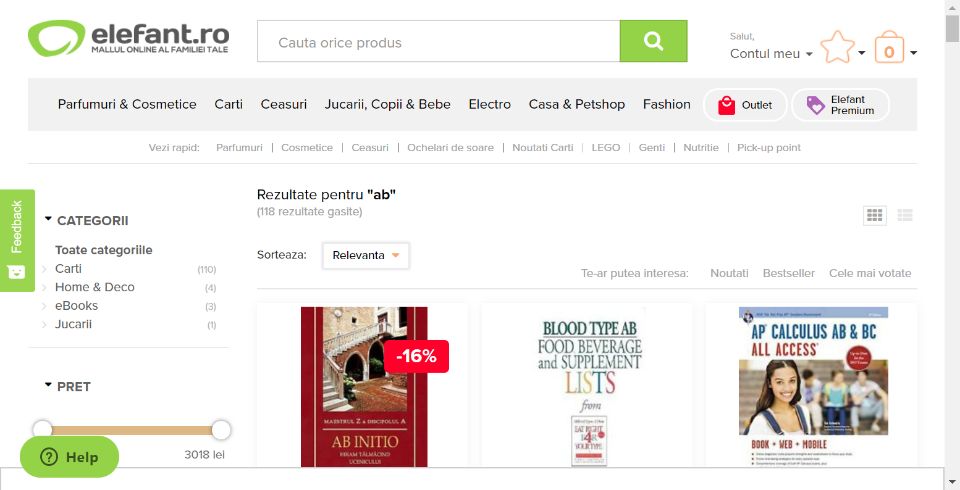 elefant.ro
MALLUL ONLINE AL FAMILIEI TALE
Cauta orice produs
Salut,
Contul meu
0
Parfumuri & Cosmetice
Carti
Ceasuri
Jucarii, Copii & Bebe
Electro
Casa & Petshop
Fashion
Outlet
Elefant
Premium
Vezi rapid:
Parfumuri
Cosmetice
Ceasuri
Ochelari de soare
Noutati Carti
LEGO
Genti
Nutritie
Pick-up point
Feedback
CATEGORII
Toate categoriile
Carti (110)
Home & Deco (4)
eBooks (3)
Jucarii (1)
PRET
3018 lei
Help
Rezultate pentru "ab"
(118 rezultate gasite)
Sorteaza: Relevanta
Te-ar putea interesa: Noutati Bestseller Cele mai votate
-16%
MAESTRUL Z & DISCIPOLUL A
AB INITIO
HIRAM TĂLMĂCIND
UCENICULUI
BLOOD TYPE AB
FOOD BEVERAGE
and SUPPLEMENT
LISTS
from
EAT RIGHT
4
YOUR TYPE
AP CALCULUS AB & BC
ALL ACCESS
BOOK + WEB + MOBILE